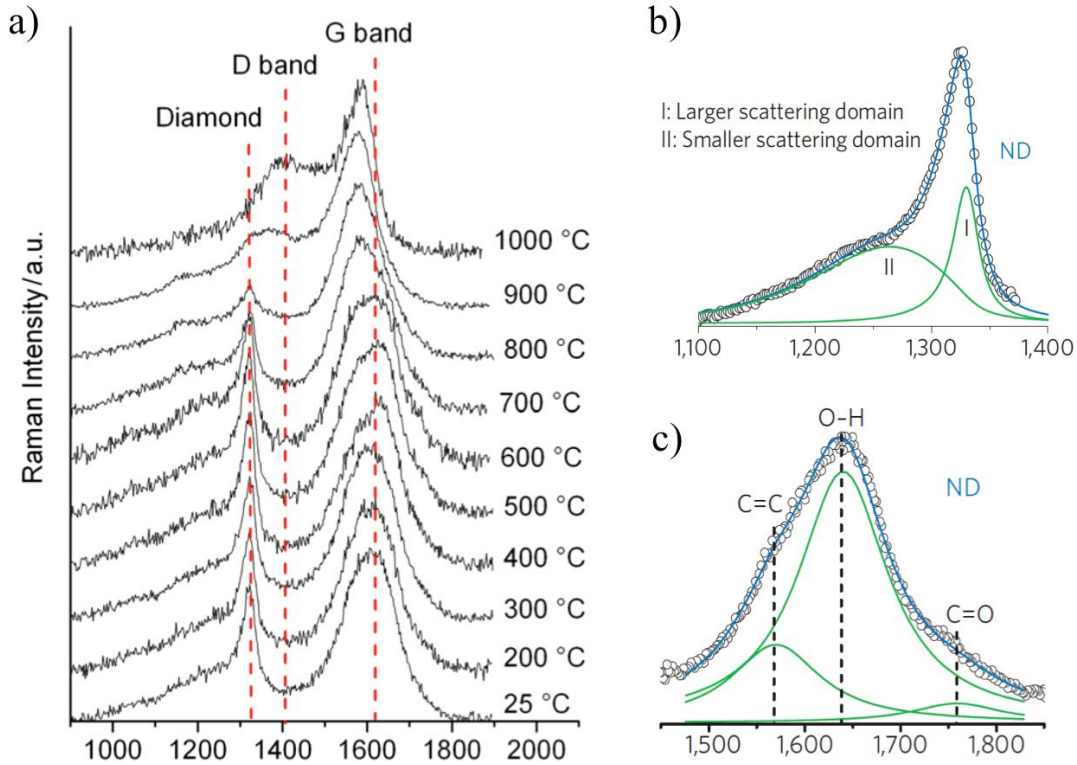 a)
G band
D band
Diamond
Raman Intensity/a.u.
1000 °C
900 °C
800 °C
700 °C
600 °C
500 °C
400 °C
300 °C
200 °C
25 °C
1000 1200 1400 1600 1800 2000
b)
I: Larger scattering domain
II: Smaller scattering domain
ND
I
II
1,100 1,200 1,300 1,400
c)
O–H
ND
C=C
C=O
1,500 1,600 1,700 1,800